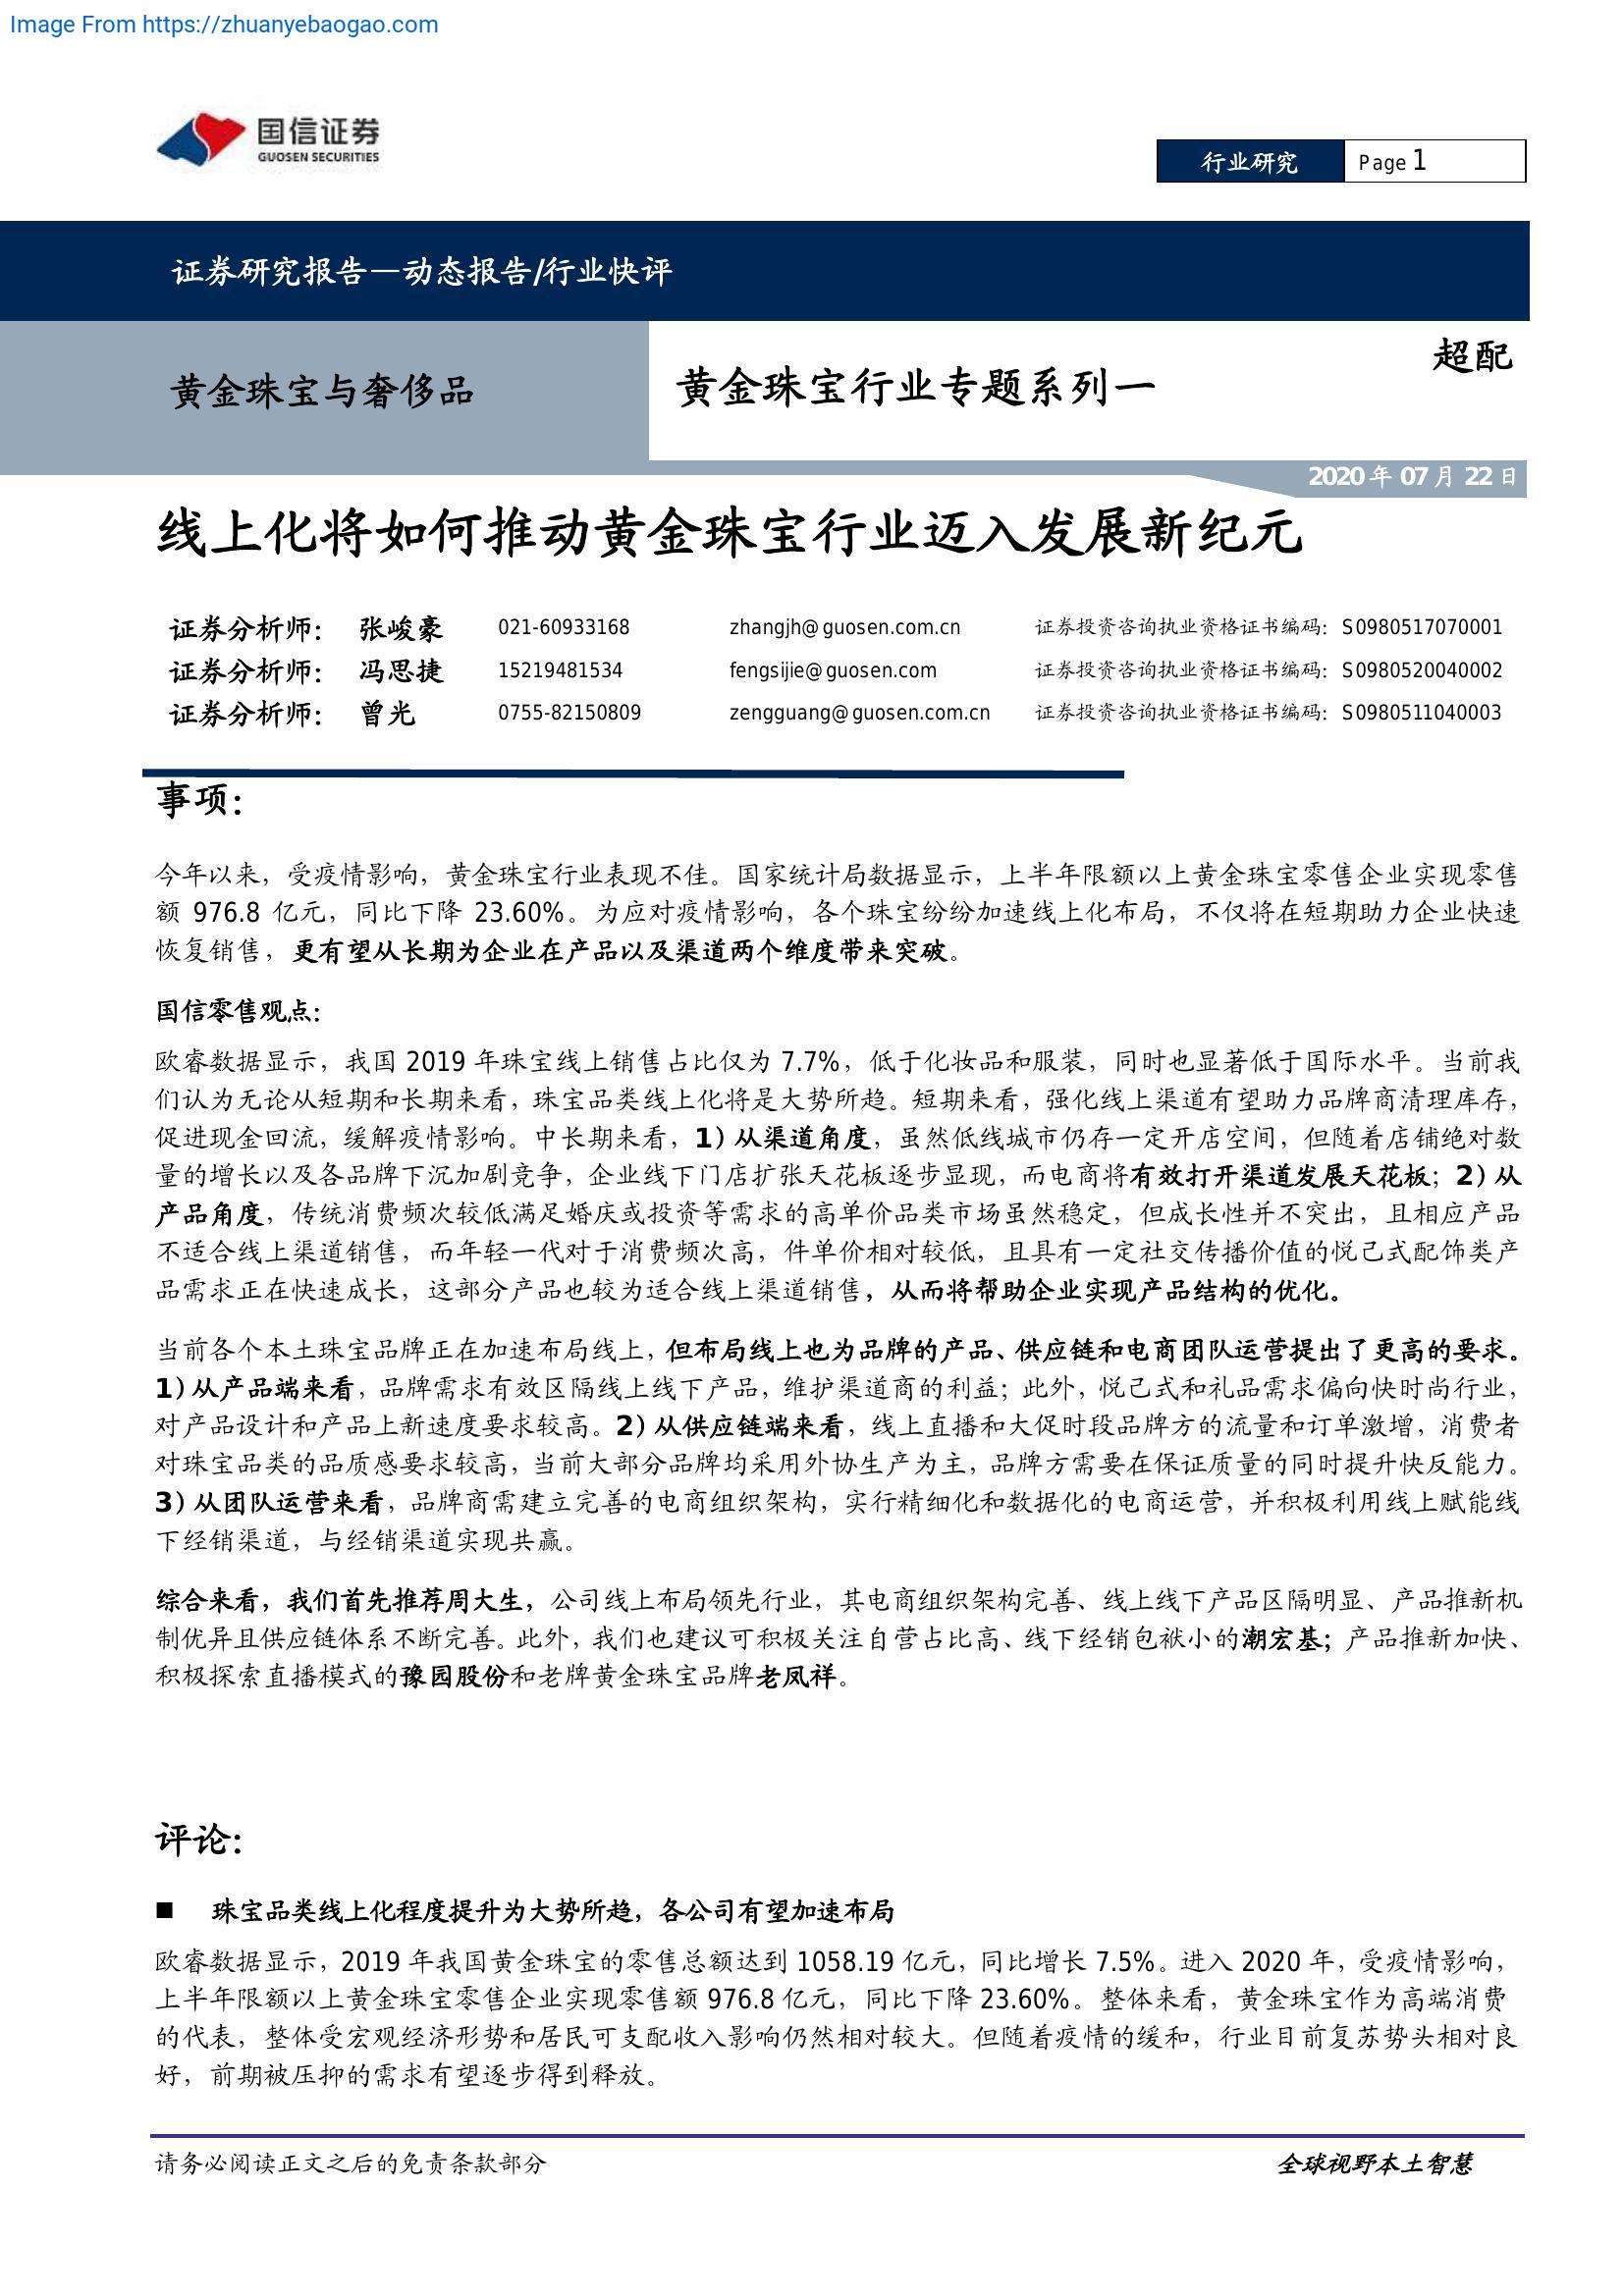 Image From https://zhuanyebaogao.com
国信证券
GUOSEN SECURITIES
行业研究
Page 1
证券研究报告—动态报告/行业快评
黄金珠宝与奢侈品
黄金珠宝行业专题系列一
超配
2020 年 07 月 22 日
线上化将如何推动黄金珠宝行业迈入发展新纪元
证券分析师： 张峻豪 021-60933168 zhangjh@guosen.com.cn 证券投资咨询执业资格证书编码：S0980517070001
证券分析师： 冯思捷 15219481534 fengsijie@guosen.com 证券投资咨询执业资格证书编码：S0980520040002
证券分析师： 曾光 0755-82150809 zengguang@guosen.com.cn 证券投资咨询执业资格证书编码：S0980511040003
事项：
今年以来，受疫情影响，黄金珠宝行业表现不佳。国家统计局数据显示，上半年限额以上黄金珠宝零售企业实现零售
额 976.8 亿元，同比下降 23.60%。为应对疫情影响，各个珠宝纷纷加速线上化布局，不仅将在短期助力企业快速
恢复销售，更有望从长期为企业在产品以及渠道两个维度带来突破。
国信零售观点：
欧睿数据显示，我国 2019 年珠宝线上销售占比仅为 7.7%，低于化妆品和服装，同时也显著低于国际水平。当前我
们认为无论从短期和长期来看，珠宝品类线上化将是大势所趋。短期来看，强化线上渠道有望助力品牌商清理库存，
促进现金回流，缓解疫情影响。中长期来看，1）从渠道角度，虽然低线城市仍存一定开店空间，但随着店铺绝对数
量的增长以及各品牌下沉加剧竞争，企业线下门店扩张天花板逐步显现，而电商将有效打开渠道发展天花板；2）从
产品角度，传统消费频次较低满足婚庆或投资等需求的高单价品类市场虽然稳定，但成长性并不突出，且相应产品
不适合线上渠道销售，而年轻一代对于消费频次高，件单价相对较低，且具有一定社交传播价值的悦己式配饰类产
品需求正在快速成长，这部分产品也较为适合线上渠道销售，从而将帮助企业实现产品结构的优化。
当前各个本土珠宝品牌正在加速布局线上，但布局线上也为品牌的产品、供应链和电商团队运营提出了更高的要求。
1）从产品端来看，品牌需求有效区隔线上线下产品，维护渠道商的利益；此外，悦己式和礼品需求偏向快时尚行业，
对产品设计和产品上新速度要求较高。2）从供应链端来看，线上直播和大促时段品牌方的流量和订单激增，消费者
对珠宝品类的品质感要求较高，当前大部分品牌均采用外协生产为主，品牌方需要在保证质量的同时提升快反能力。
3）从团队运营来看，品牌商需建立完善的电商组织架构，实行精细化和数据化的电商运营，并积极利用线上赋能线
下经销渠道，与经销渠道实现共赢。
综合来看，我们首先推荐周大生，公司线上布局领先行业，其电商组织架构完善、线上线下产品区隔明显、产品推新机
制优异且供应链体系不断完善。此外，我们也建议可积极关注自营占比高、线下经销包袱小的潮宏基；产品推新加快、
积极探索直播模式的豫园股份和老牌黄金珠宝品牌老凤祥。
评论：
■ 珠宝品类线上化程度提升为大势所趋，各公司有望加速布局
欧睿数据显示，2019 年我国黄金珠宝的零售总额达到 1058.19 亿元，同比增长 7.5%。进入 2020 年，受疫情影响，
上半年限额以上黄金珠宝零售企业实现零售额 976.8 亿元，同比下降 23.60%。整体来看，黄金珠宝作为高端消费
的代表，整体受宏观经济形势和居民可支配收入影响仍然相对较大。但随着疫情的缓和，行业目前复苏势头相对良
好，前期被压抑的需求有望逐步得到释放。
请务必阅读正文之后的免责条款部分
全球视野本土智慧